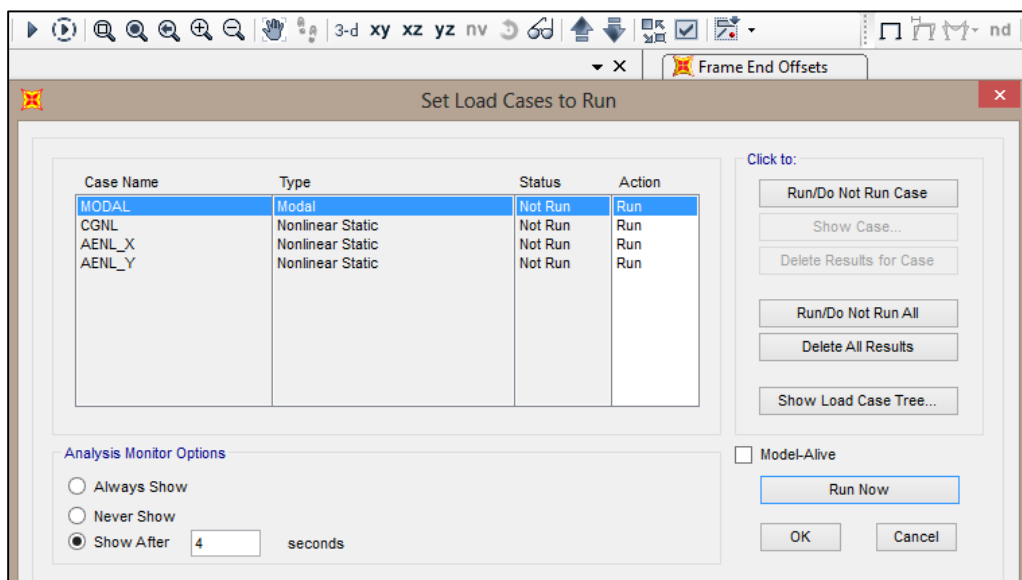 3-d xy xz yz nv nd
Frame End Offsets
Set Load Cases to Run
Click to:
Case Name Type Status Action
MODAL Modal Not Run Run
CGNL Nonlinear Static Not Run Run
AENL_X Nonlinear Static Not Run Run
AENL_Y Nonlinear Static Not Run Run
Run/Do Not Run Case
Show Case...
Delete Results for Case
Run/Do Not Run All
Delete All Results
Show Load Case Tree...
Analysis Monitor Options
Always Show
Never Show
Show After 4 seconds
Model-Alive
Run Now
OK Cancel